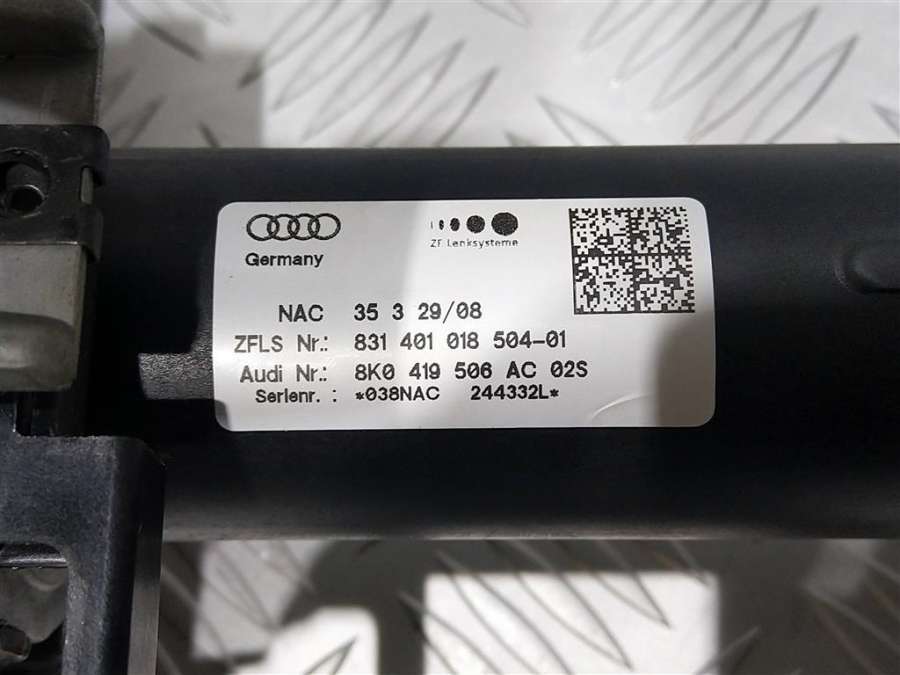 Germany
ZF Lenksysteme
NAC 35 3 29/08
ZFLS Nr.: 831 401 018 504-01
Audi Nr.: 8K0 419 506 AC 02S
Serienr. : *038NAC 244332L*